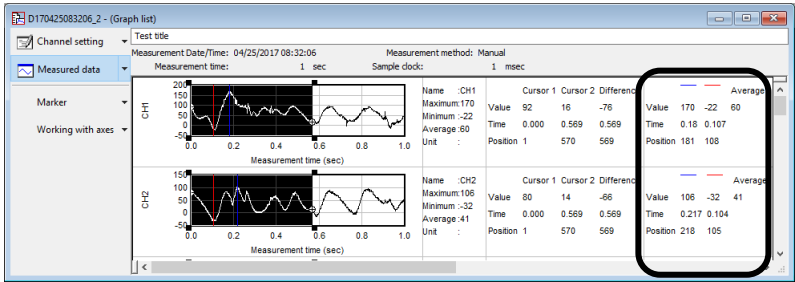 D170425083206_2 - (Graph list)
Channel setting
Measured data
Marker
Working with axes
Test title
Measurement Date/Time: 04/25/2017 08:32:06 Measurement method: Manual
Measurement time: 1 sec Sample clock: 1 msec
CH1
200
150
100
50
0
-50
0.0 0.2 0.4 0.6 0.8 1.0
Measurement time (sec)
Name :CH1
Maximum:170
Minimum :-22
Average :60
Unit :
Cursor 1 Cursor 2 Differenc
Value 92 16 -76
Time 0.000 0.569 0.569
Position 1 570 569
Average
Value 170 -22 60
Time 0.18 0.107
Position 181 108
CH2
150
100
50
0
-50
0.0 0.2 0.4 0.6 0.8 1.0
Measurement time (sec)
Name :CH2
Maximum:106
Minimum :-32
Average :41
Unit :
Cursor 1 Cursor 2 Differenc
Value 80 14 -66
Time 0.000 0.569 0.569
Position 1 570 569
Average
Value 106 -32 41
Time 0.217 0.104
Position 218 105